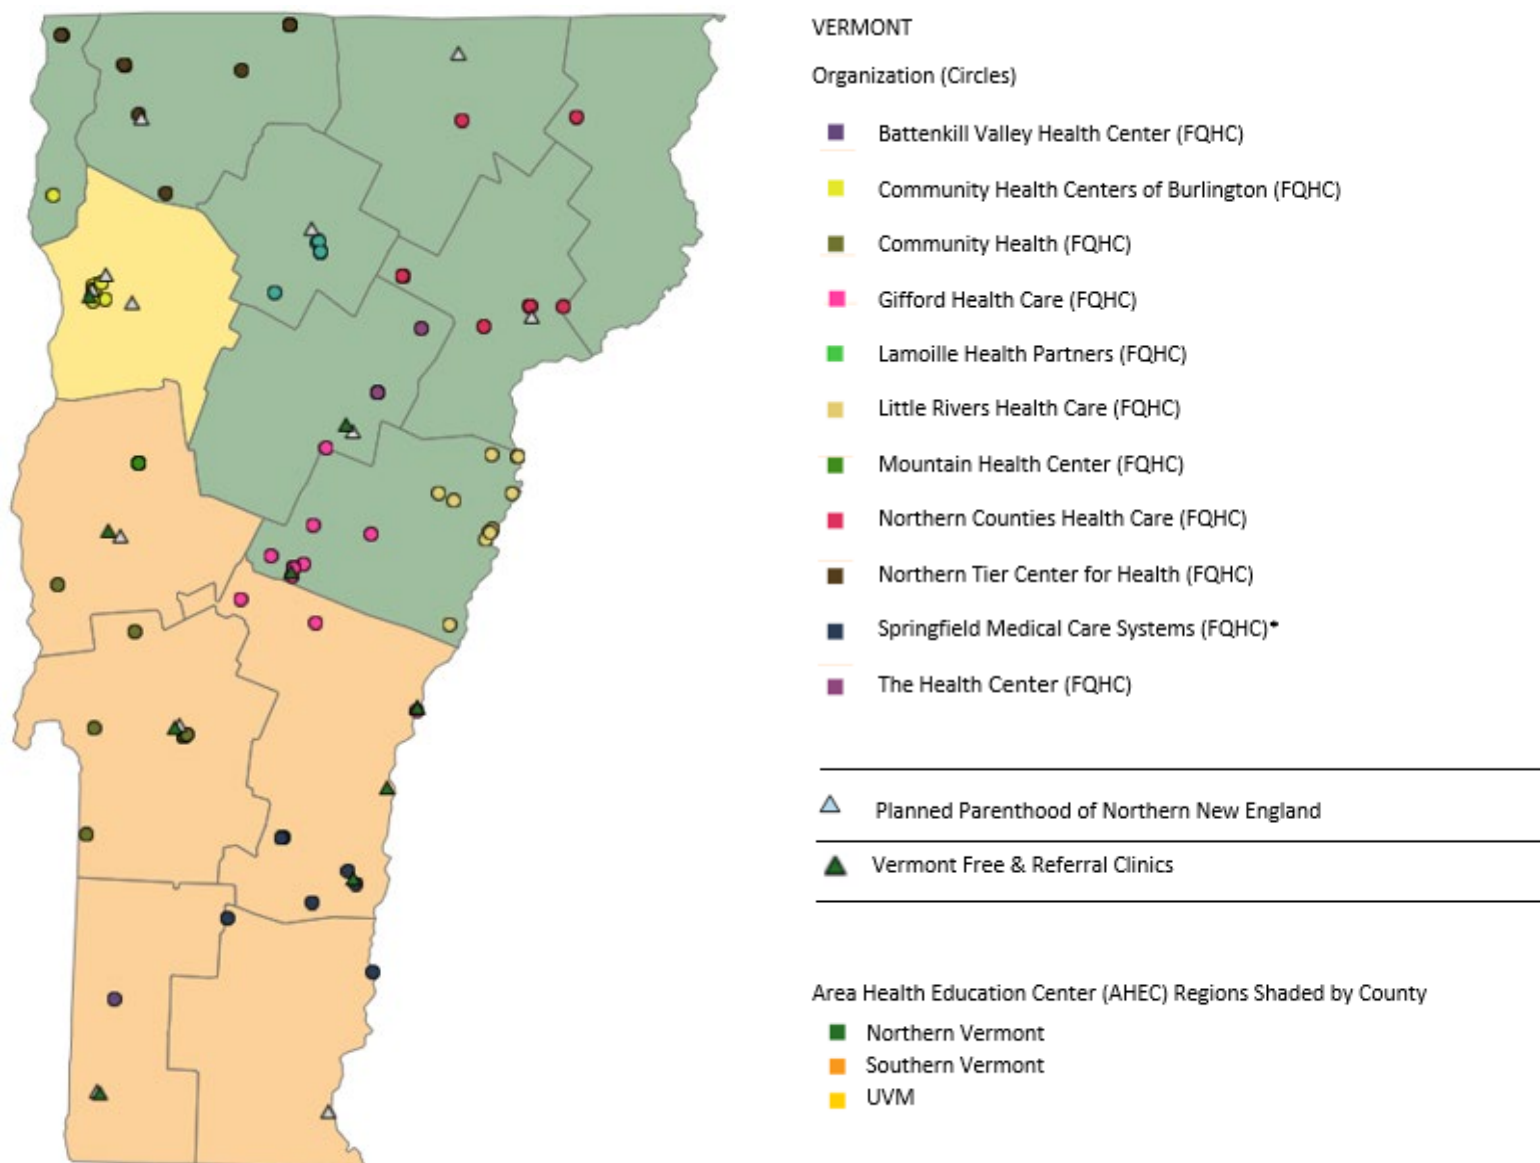 VERMONT
Organization (Circles)
Battenkill Valley Health Center (FQHC)
Community Health Centers of Burlington (FQHC)
Community Health (FQHC)
Gifford Health Care (FQHC)
Lamoille Health Partners (FQHC)
Little Rivers Health Care (FQHC)
Mountain Health Center (FQHC)
Northern Counties Health Care (FQHC)
Northern Tier Center for Health (FQHC)
Springfield Medical Care Systems (FQHC)*
The Health Center (FQHC)
Planned Parenthood of Northern New England
Vermont Free & Referral Clinics
Area Health Education Center (AHEC) Regions Shaded by County
Northern Vermont
Southern Vermont
UVM